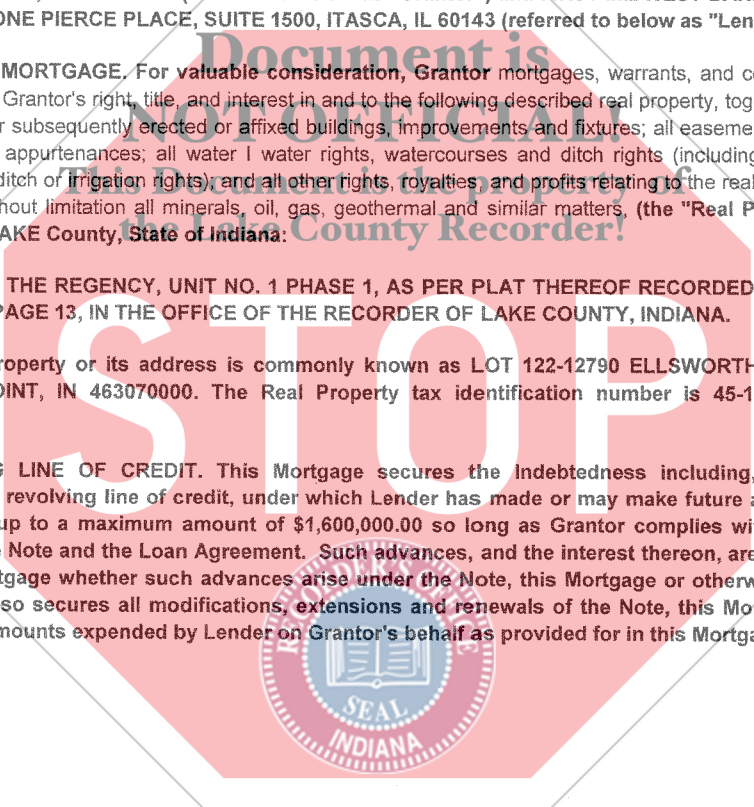 ONE PIERCE PLACE, SUITE 1500, ITASCA, IL 60143 (referred to below as "Len
Document is
MORTGAGE. For valuable consideration, Grantor mortgages, warrants, and c
Grantor's right, title, and interest in and to the following described real property, tog
NOT OFFICIAL!
r subsequently erected or affixed buildings, improvements and fixtures; all easeme
appurtenances; all water l water rights, watercourses and ditch rights (including
This Document is the property of
ditch or irrigation rights); and all other rights, royalties, and profits relating to the real
hout limitation all minerals, oil, gas, geothermal and similar matters, (the "Real P
the Lake County Recorder!
AKE County, State of Indiana:
THE REGENCY, UNIT NO. 1 PHASE 1, AS PER PLAT THEREOF RECORDED
PAGE 13, IN THE OFFICE OF THE RECORDER OF LAKE COUNTY, INDIANA.
STOP
roperty or its address is commonly known as LOT 122-12790 ELLSWORTH
OINT, IN 463070000. The Real Property tax identification number is 45-1
G LINE OF CREDIT. This Mortgage secures the Indebtedness including,
revolving line of credit, under which Lender has made or may make future a
up to a maximum amount of $1,600,000.00 so long as Grantor complies wi
e Note and the Loan Agreement. Such advances, and the interest thereon, are
tgage whether such advances arise under the Note, this Mortgage or otherw
so secures all modifications, extensions and renewals of the Note, this Mo
mounts expended by Lender on Grantor's behalf as provided for in this Mortga
RECORDER'S OFFICE
SEAL
INDIANA